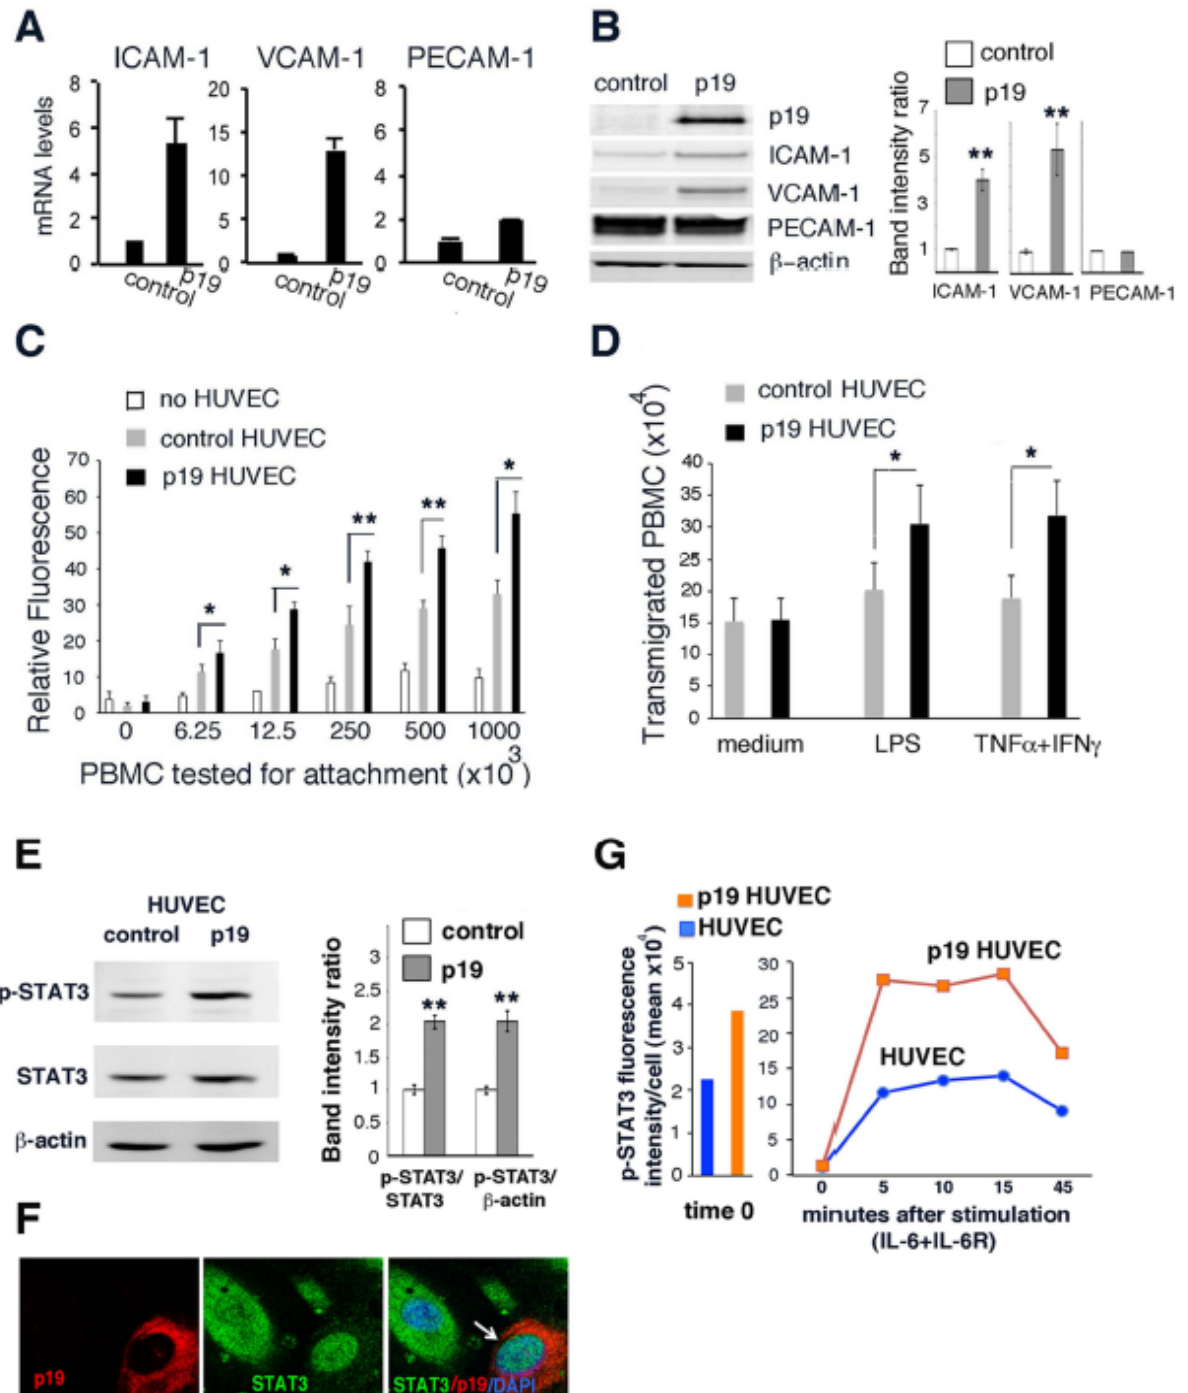 A
ICAM-1 VCAM-1 PECAM-1
mRNA levels
8
6
4
2
0
20
15
10
5
0
8
6
4
2
0
control p19
control p19
control p19
B
control p19
p19
ICAM-1
VCAM-1
PECAM-1
β-actin
control
p19
Band intensity ratio
7
5
3
1
** **
ICAM-1 VCAM-1 PECAM-1
C
no HUVEC
control HUVEC
p19 HUVEC
Relative Fluorescence
70
60
50
40
30
20
10
0
* * ** ** *
0 6.25 12.5 250 500 1000
PBMC tested for attachment (x10³)
D
control HUVEC
p19 HUVEC
Transmigrated PBMC (x10⁴)
40
35
30
25
20
15
10
5
0
* *
medium LPS TNFα+IFNγ
E
HUVEC
control p19
p-STAT3
STAT3
β-actin
control
p19
Band intensity ratio
3
2.5
2
1.5
1
0.5
0
** **
p-STAT3/ p-STAT3/
STAT3 β-actin
F
p19
STAT3
STAT3/p19/DAPI
G
p19 HUVEC
HUVEC
p-STAT3 fluorescence
intensity/cell (mean x10⁴)
5
4
3
2
1
0
time 0
30
25
20
15
10
5
0
p19 HUVEC
HUVEC
0 5 10 15 45
minutes after stimulation
(IL-6+IL-6R)